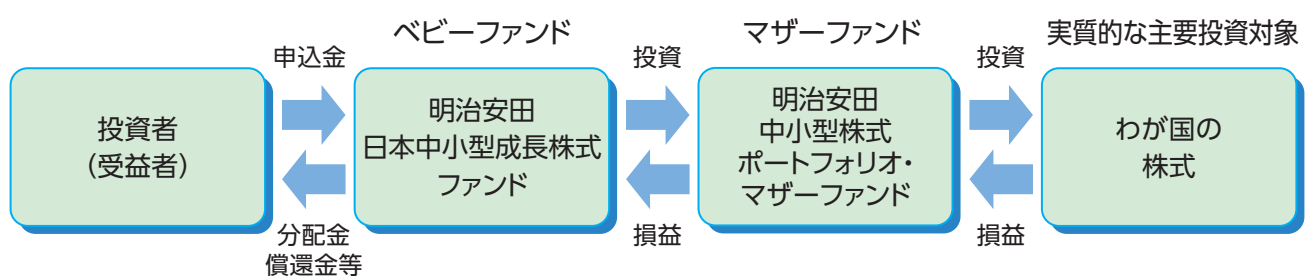 ベビーファンド
マザーファンド
実質的な主要投資対象
申込金
投資
投資
投資者
(受益者)
明治安田
日本中小型成長株式
ファンド
明治安田
中小型株式
ポートフォリオ・
マザーファンド
わが国の
株式
分配金
償還金等
損益
損益